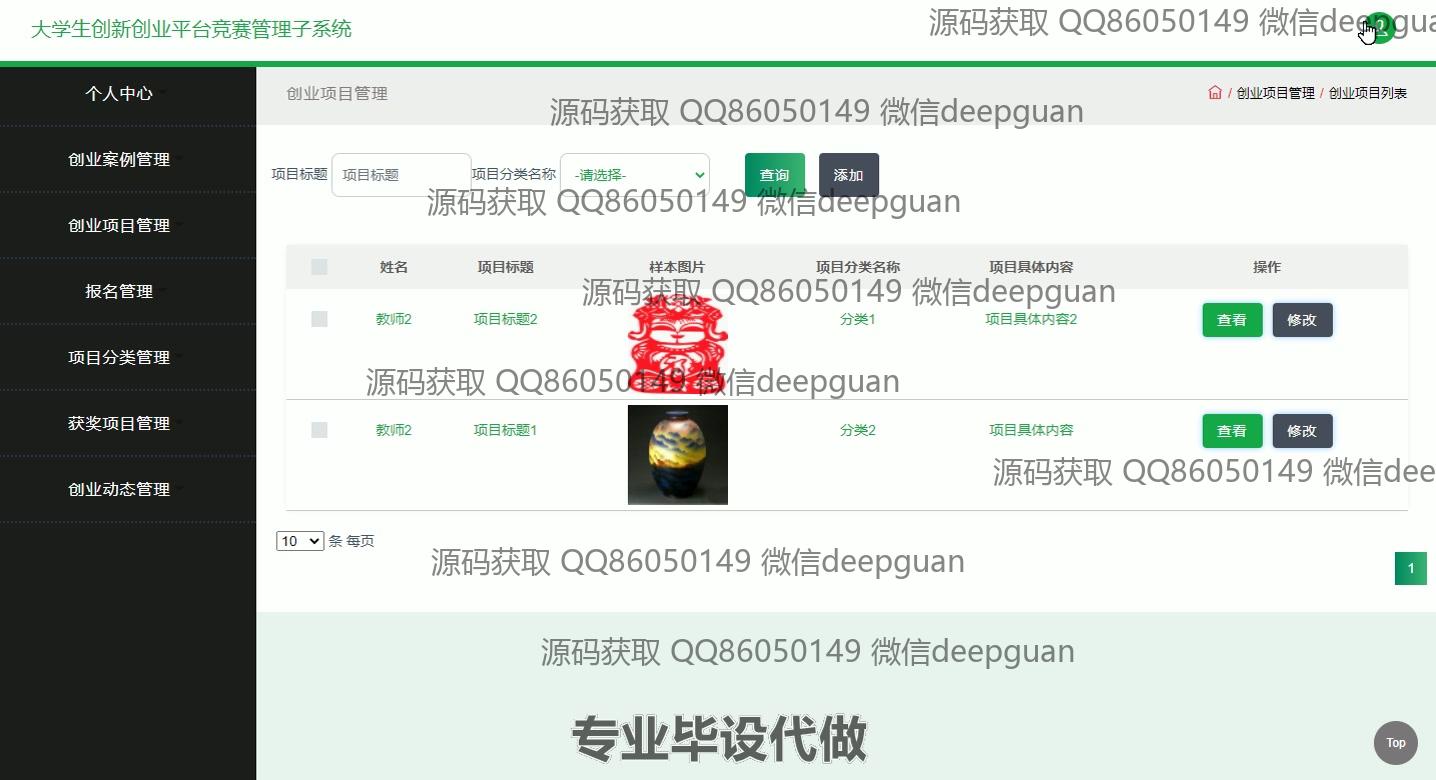 大学生创新创业平台竞赛管理子系统
源码获取 QQ86050149 微信deepgua
个人中心
创业案例管理
创业项目管理
报名管理
项目分类管理
获奖项目管理
创业动态管理
创业项目管理
/ 创业项目管理 / 创业项目列表
源码获取 QQ86050149 微信deepguan
项目标题 项目标题 项目分类名称 -请选择- 查询 添加
源码获取 QQ86050149 微信deepguan
姓名 项目标题 样本图片 项目分类名称 项目具体内容 操作
源码获取 QQ86050149 微信deepguan
教师2 项目标题2 分类1 项目具体内容2 查看 修改
源码获取 QQ86050149 微信deepguan
教师2 项目标题1 分类2 项目具体内容 查看 修改
源码获取 QQ86050149 微信dee
10 条 每页
源码获取 QQ86050149 微信deepguan
1
源码获取 QQ86050149 微信deepguan
专业毕设代做
Top